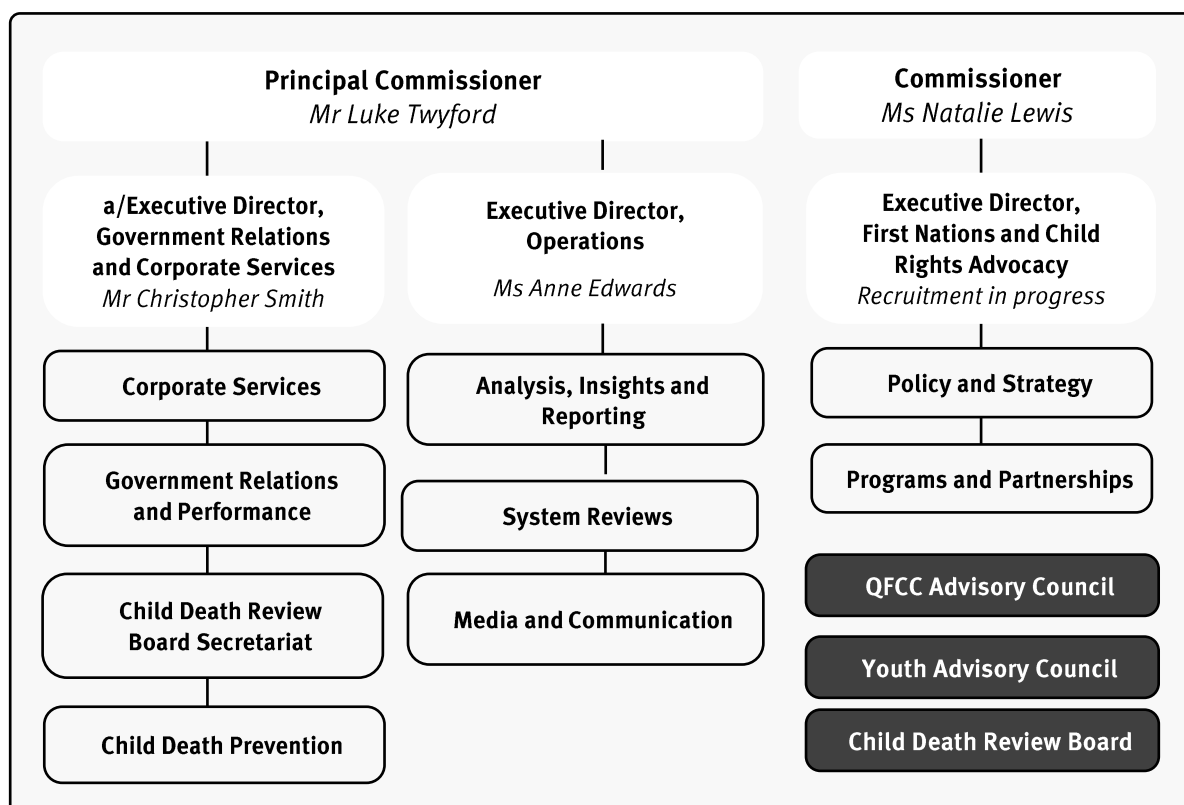 Principal Commissioner
Mr Luke Twyford
Commissioner
Ms Natalie Lewis
a/Executive Director,
Government Relations
and Corporate Services
Mr Christopher Smith
Executive Director,
Operations
Ms Anne Edwards
Executive Director,
First Nations and Child
Rights Advocacy
Recruitment in progress
Corporate Services
Government Relations
and Performance
Child Death Review
Board Secretariat
Child Death Prevention
Analysis, Insights and
Reporting
System Reviews
Media and Communication
Policy and Strategy
Programs and Partnerships
QFCC Advisory Council
Youth Advisory Council
Child Death Review Board